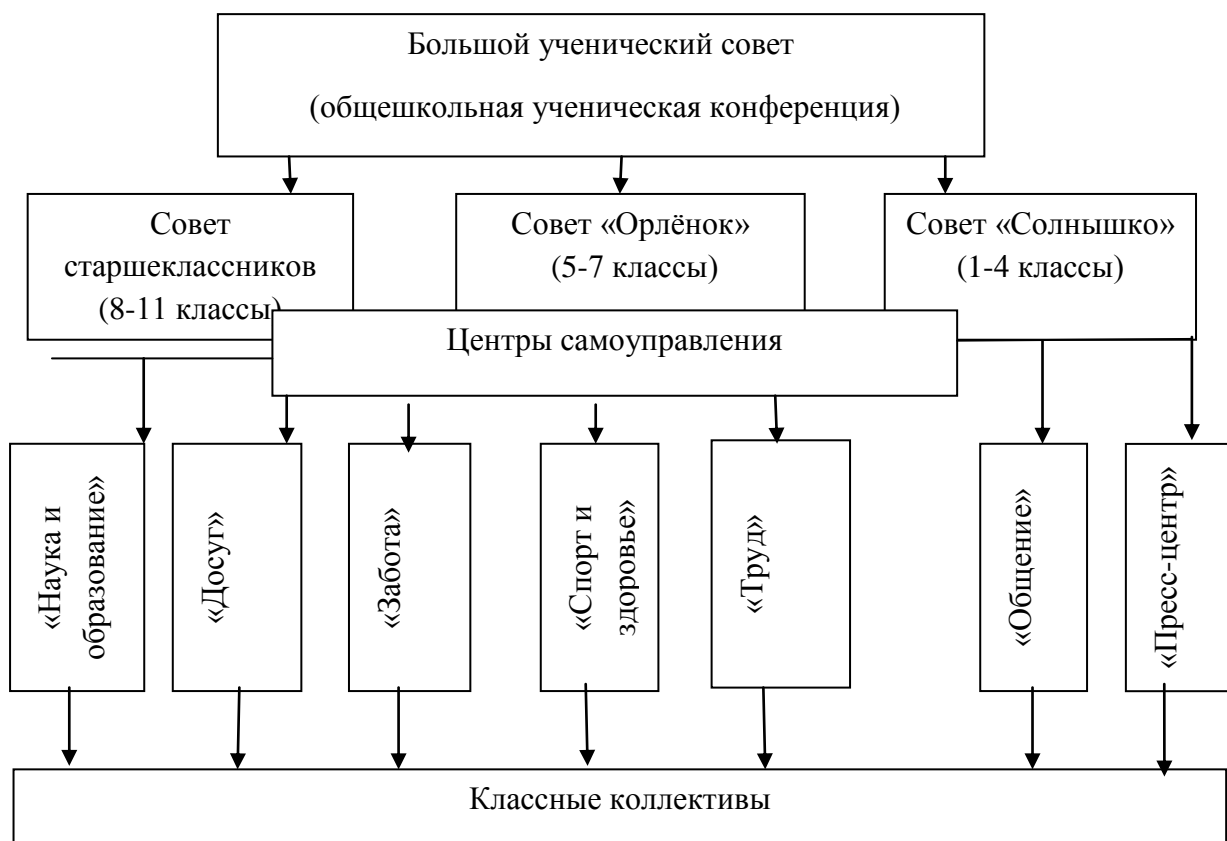 Большой ученический совет
(общешкольная ученическая конференция)
Совет
старшеклассников
(8-11 классы)
Совет «Орлёнок»
(5-7 классы)
Совет «Солнышко»
(1-4 классы)
Центры самоуправления
«Наука и
образование»
«Досуг»
«Забота»
«Спорт и
здоровье»
«Труд»
«Общение»
«Пресс-центр»
Классные коллективы